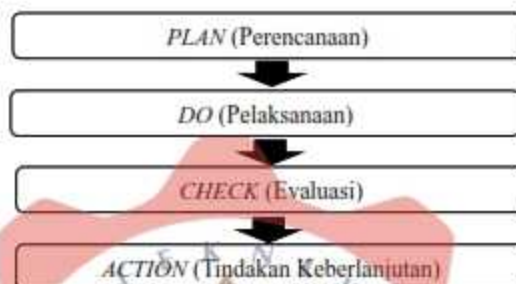 PLAN (Perencanaan)
DO (Pelaksanaan)
CHECK (Evaluasi)
ACTION (Tindakan Keberlanjutan)